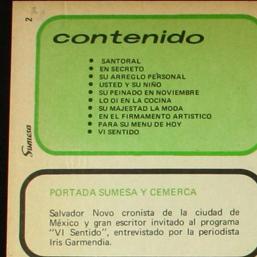 2
contenido
SANTORAL
EN SECRETO
SU ARREGLO PERSONAL
USTED Y SU NIÑO
SU PEINADO EN NOVIEMBRE
LO OI EN LA COCINA
SU MAJESTAD LA MODA
EN EL FIRMAMENTO ARTISTICO
PARA SU MENU DE HOY
VI SENTIDO
Sumesa
PORTADA SUMESA Y CEMERCA
Salvador Novo cronista de la ciudad de
México y gran escritor invitado al programa
"VI Sentido", entrevistado por la periodista
Iris Garmendia.